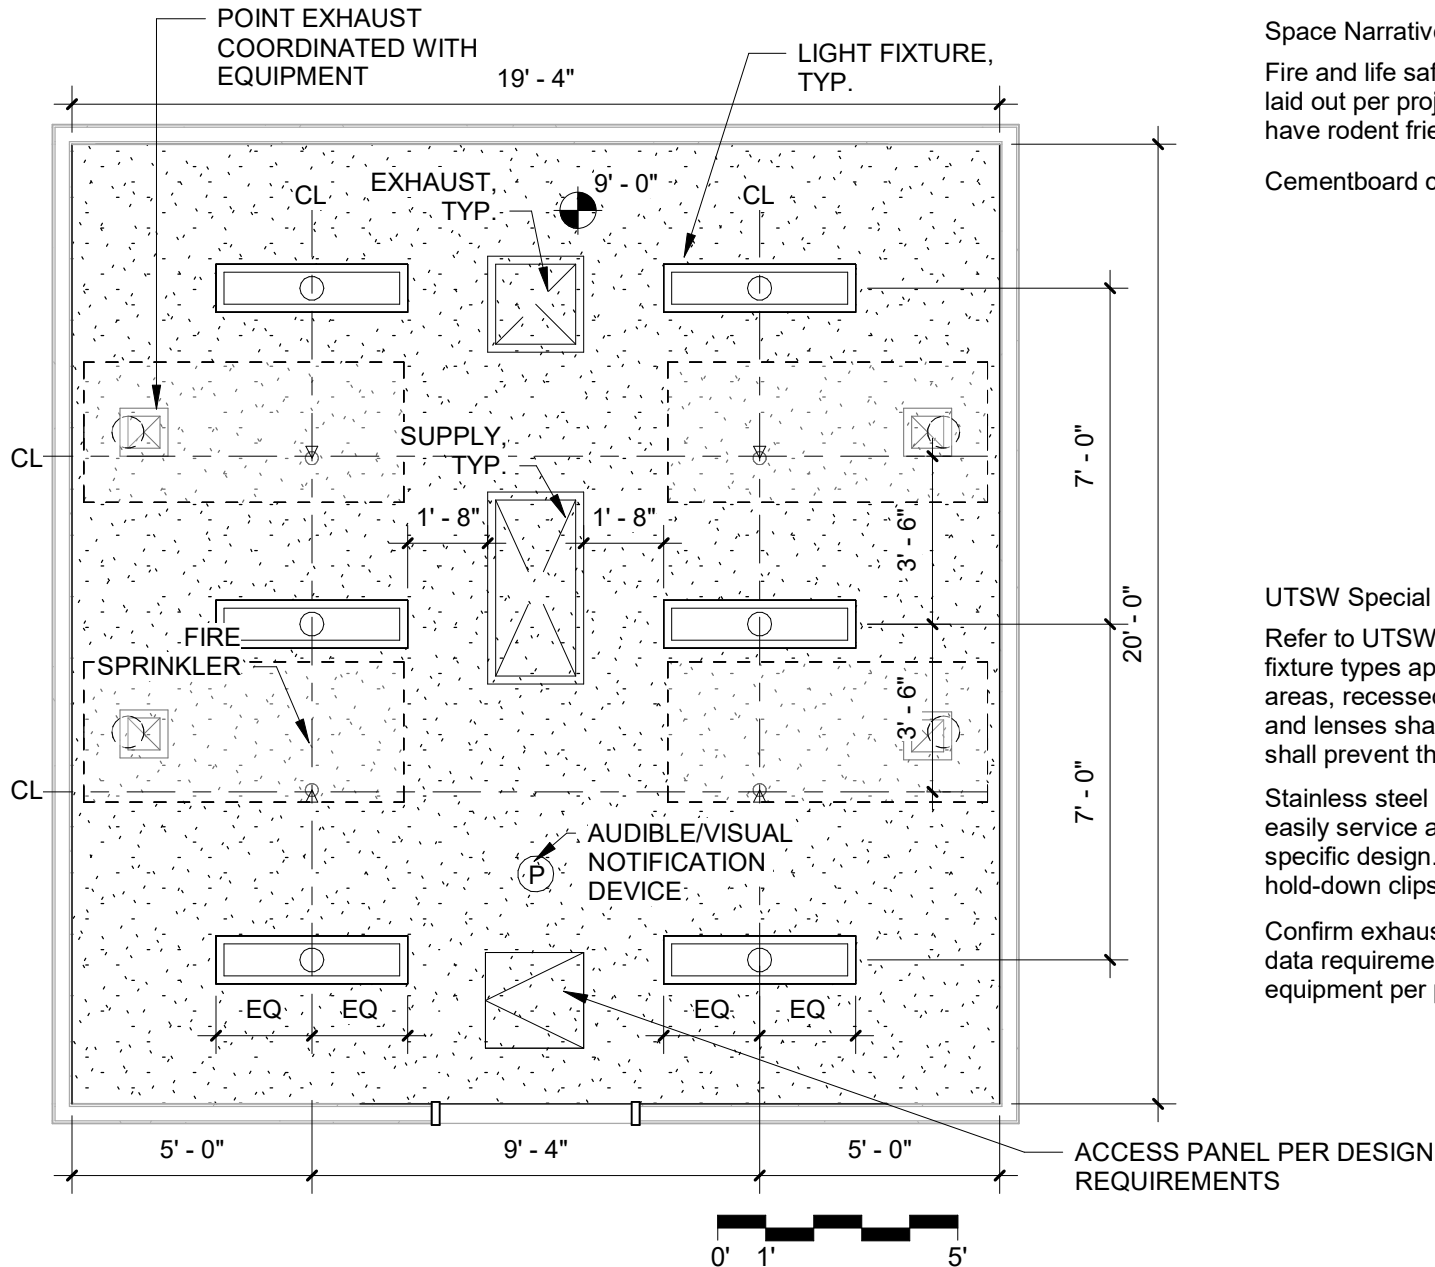 POINT EXHAUST
COORDINATED WITH
EQUIPMENT
19' - 4"
LIGHT FIXTURE,
TYP.
CL
EXHAUST,
TYP.
9' - 0"
CL
CL
SUPPLY,
TYP.
1' - 8"
1' - 8"
3' - 6"
7' - 0"
20' - 0"
FIRE
SPRINKLER
3' - 6"
7' - 0"
CL
AUDIBLE/VISUAL
NOTIFICATION
DEVICE
P
EQ
EQ
EQ
EQ
5' - 0"
9' - 4"
5' - 0"
ACCESS PANEL PER DESIGN
REQUIREMENTS
0'
1'
5'
Space Narrative
Fire and life saf
laid out per proj
have rodent frie
Cementboard c
UTSW Special
Refer to UTSW
fixture types ap
areas, recessed
and lenses sha
shall prevent th
Stainless steel
easily service a
specific design.
hold-down clips
Confirm exhaus
data requireme
equipment per p